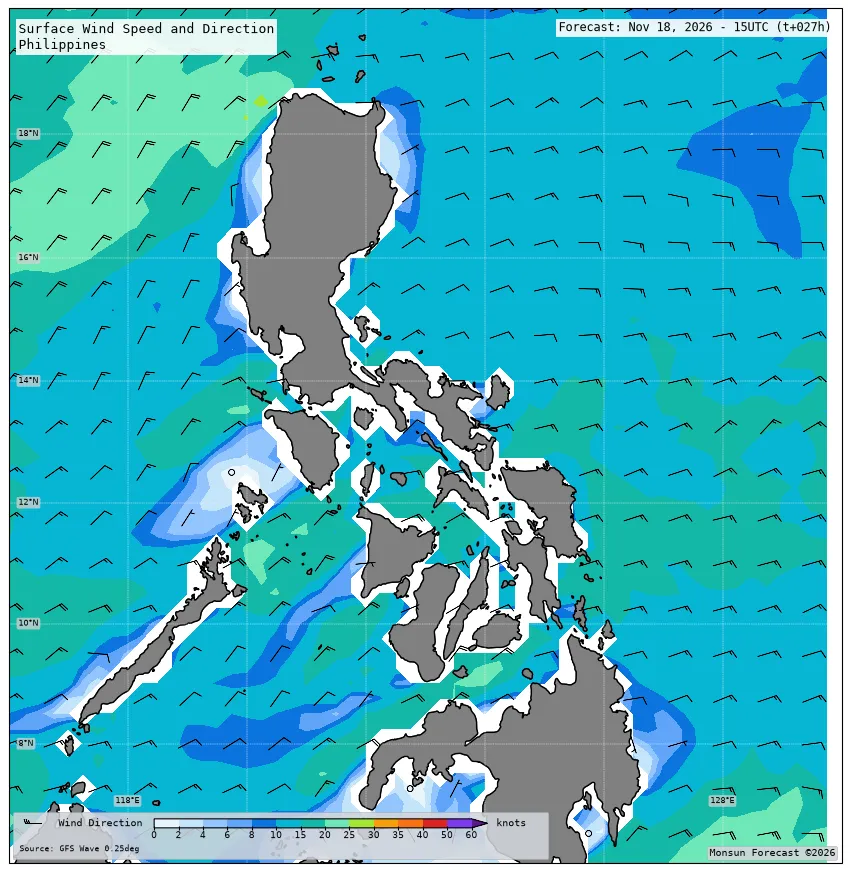 Surface Wind Speed and Direction
Philippines
Forecast: Nov 18, 2026 - 15UTC (t+027h)
18°N
16°N
14°N
12°N
10°N
8°N
118°E
128°E
Wind Direction
0 2 4 6 8 10 15 20 25 30 35 40 50 60
knots
Source: GFS Wave 0.25deg
Monsun Forecast ©2026